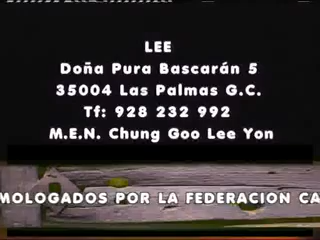 LEE
Doña Pura Bascarán 5
35004 Las Palmas G.C.
Tf: 928 232 992
M.E.N. Chung Goo Lee Yon
MOLOGADOS POR LA FEDERACION CA